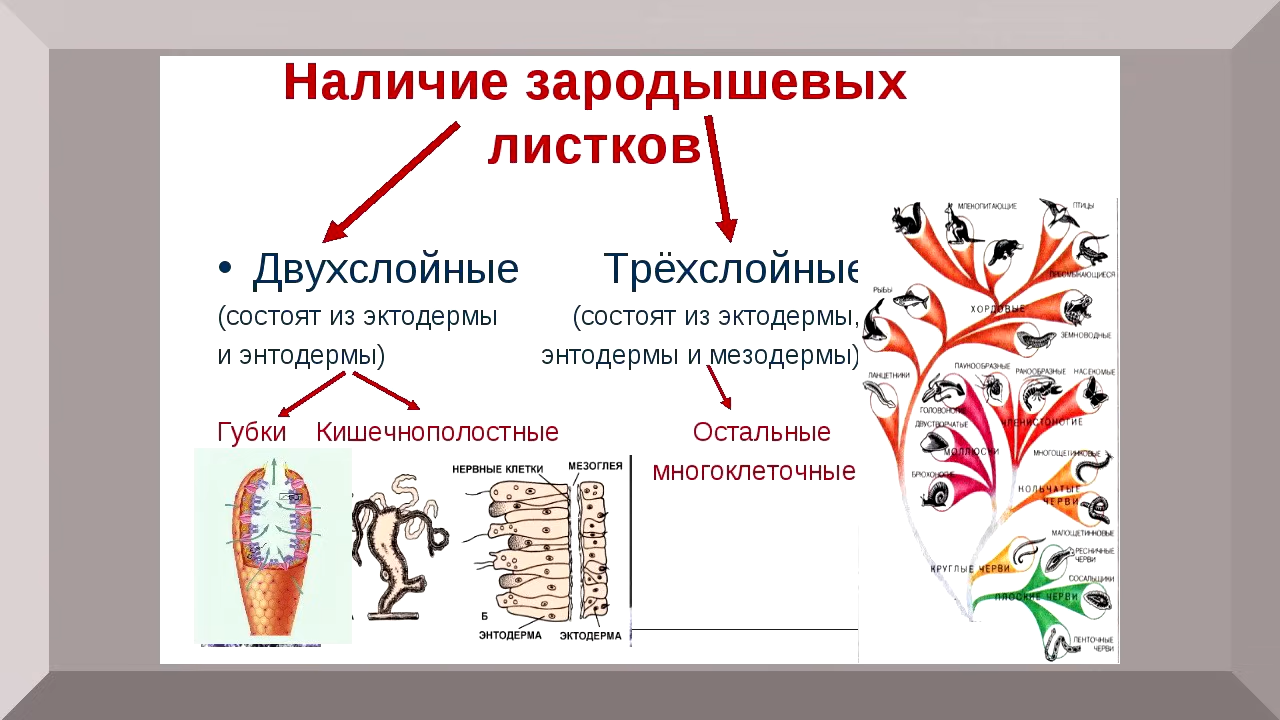 Наличие зародышевых
листков
• Двухслойные Трёхслойные
(состоят из эктодермы (состоят из эктодермы,
и энтодермы) энтодермы и мезодермы)
Губки Кишечнополостные Остальные
многоклеточные
НЕРВНЫЕ КЛЕТКИ МЕЗОГЛЕЯ
Б
ЭНТОДЕРМА ЭКТОДЕРМА
МЛЕКОПИТАЮЩИЕ ПТИЦЫ
ПРЕСМЫКАЮЩИЕСЯ
РЫБЫ
ХОРДОВЫЕ
ЗЕМНОВОДНЫЕ
ЛАНЦЕТНИКИ ПАУКООБРАЗНЫЕ РАКООБРАЗНЫЕ НАСЕКОМЫЕ
ГОЛОВОНОГИЕ
ДВУСТВОРЧАТЫЕ ЧЛЕНИСТОНОГИЕ
МОЛЛЮСКИ МНОГОЩЕТИНКОВЫЕ
БРЮХОНОГИЕ
КОЛЬЧАТЫЕ
ЧЕРВИ
МАЛОЩЕТИНКОВЫЕ
РЕСНИЧНЫЕ
ЧЕРВИ
КРУГЛЫЕ ЧЕРВИ
СОСАЛЬЩИКИ
ПЛОСКИЕ ЧЕРВИ
ЛЕНТОЧНЫЕ
ЧЕРВИ